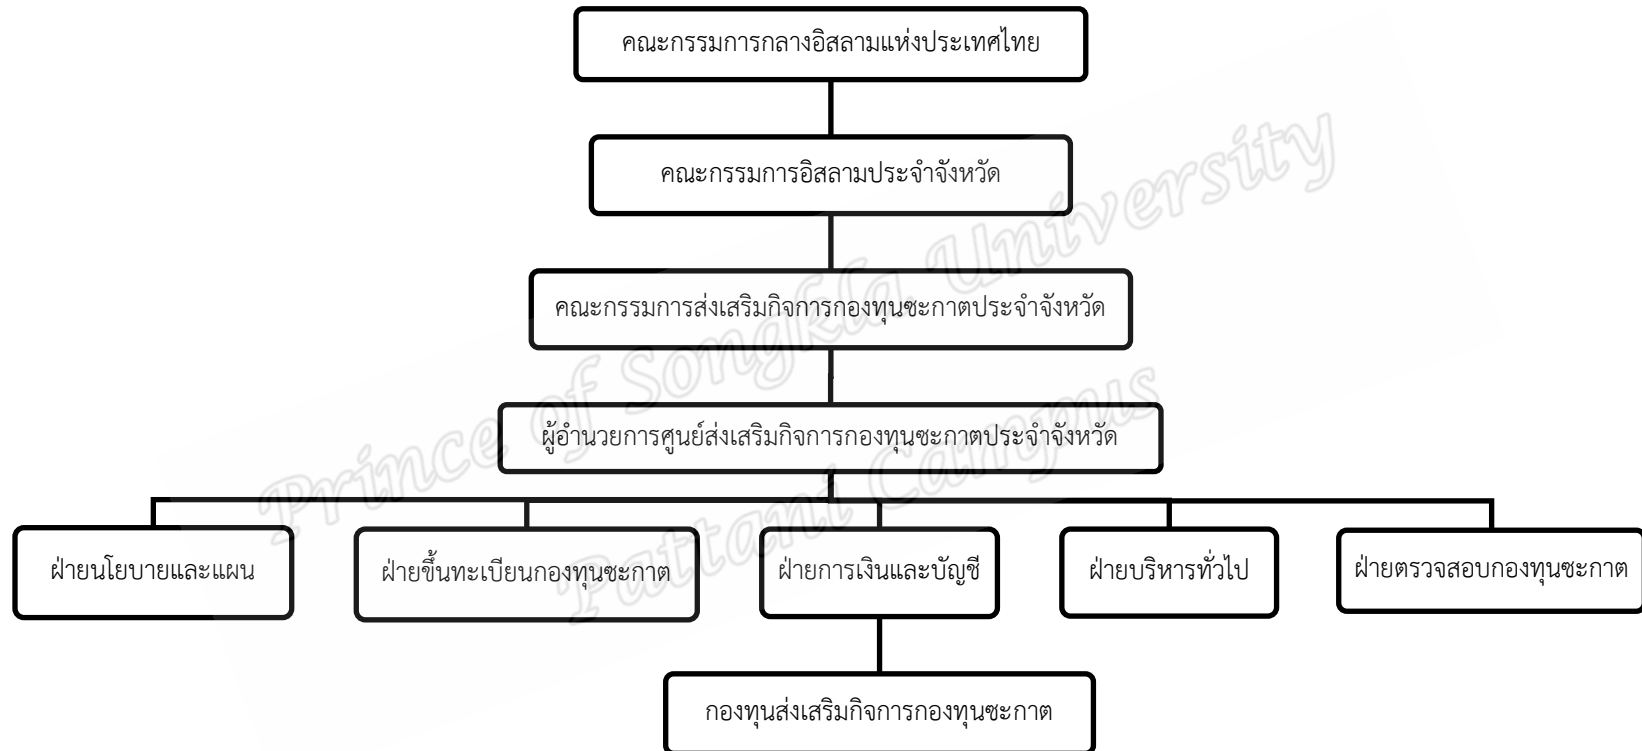 คณะกรรมการกลางอิสลามแห่งประเทศไทย
คณะกรรมการอิสลามประจำจังหวัด
คณะกรรมการส่งเสริมกิจการกองทุนซะกาตประจำจังหวัด
ผู้อำนวยการศูนย์ส่งเสริมกิจการกองทุนซะกาตประจำจังหวัด
ฝ่ายนโยบายและแผน
ฝ่ายขึ้นทะเบียนกองทุนซะกาต
ฝ่ายการเงินและบัญชี
ฝ่ายบริหารทั่วไป
ฝ่ายตรวจสอบกองทุนซะกาต
กองทุนส่งเสริมกิจการกองทุนซะกาต
Prince of Songkla University
Pattani Campus